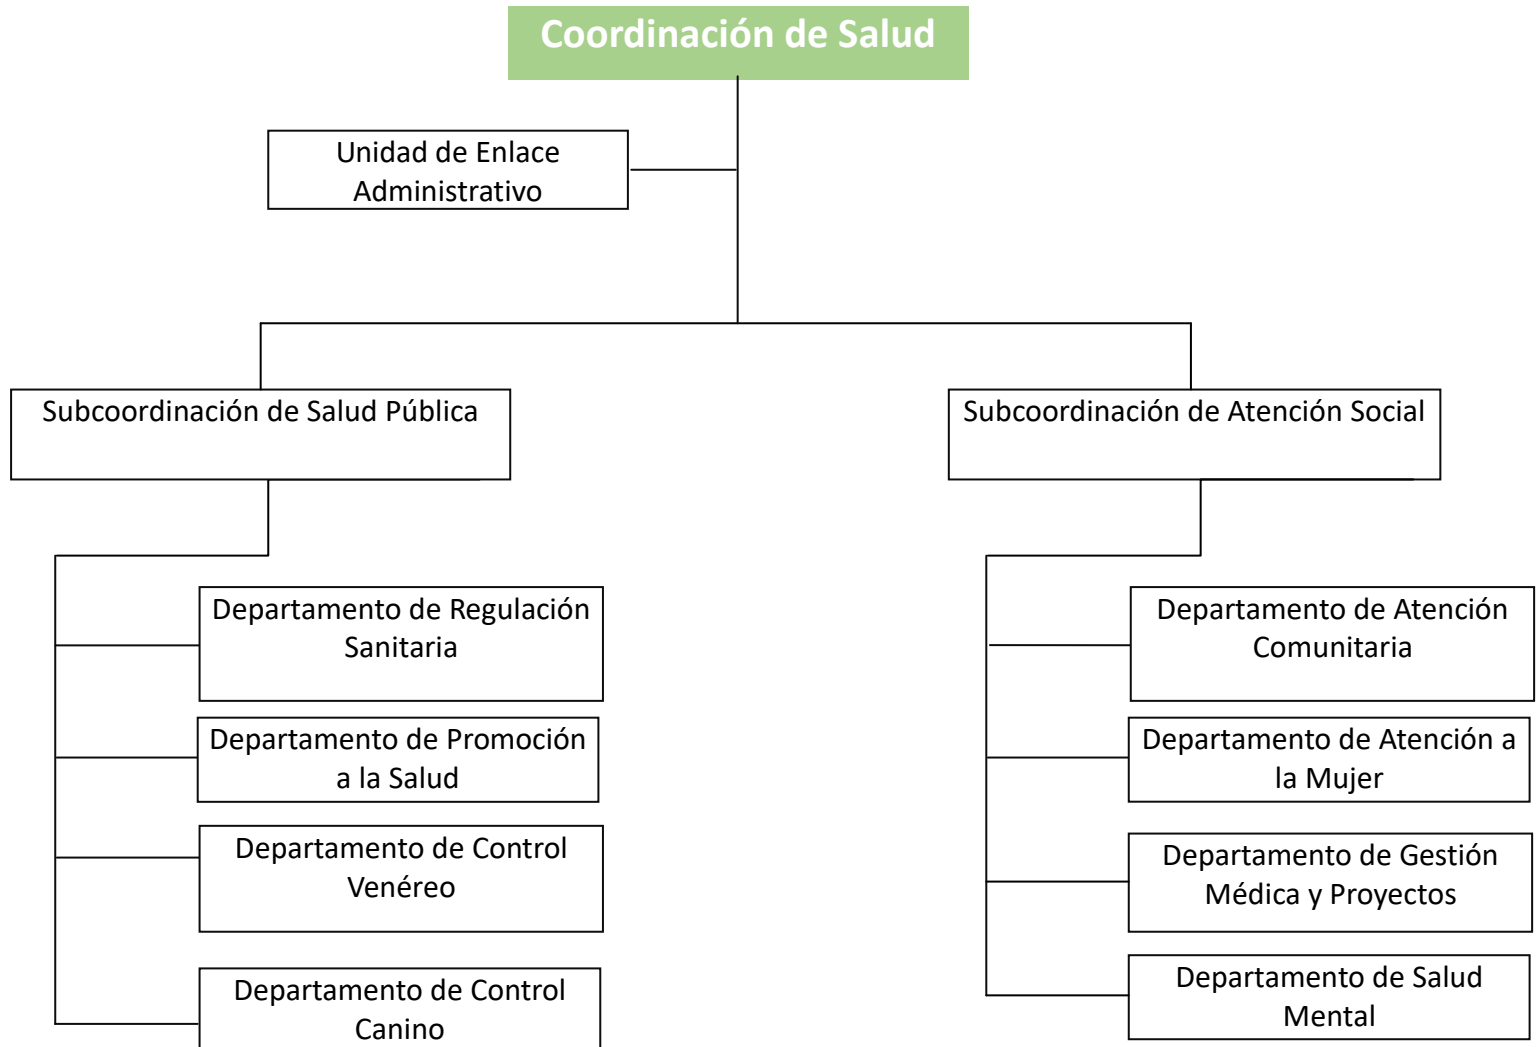 Coordinación de Salud
Unidad de Enlace
Administrativo
Subcoordinación de Salud Pública
Subcoordinación de Atención Social
Departamento de Regulación
Sanitaria
Departamento de Promoción
a la Salud
Departamento de Control
Venéreo
Departamento de Control
Canino
Departamento de Atención
Comunitaria
Departamento de Atención a
la Mujer
Departamento de Gestión
Médica y Proyectos
Departamento de Salud
Mental